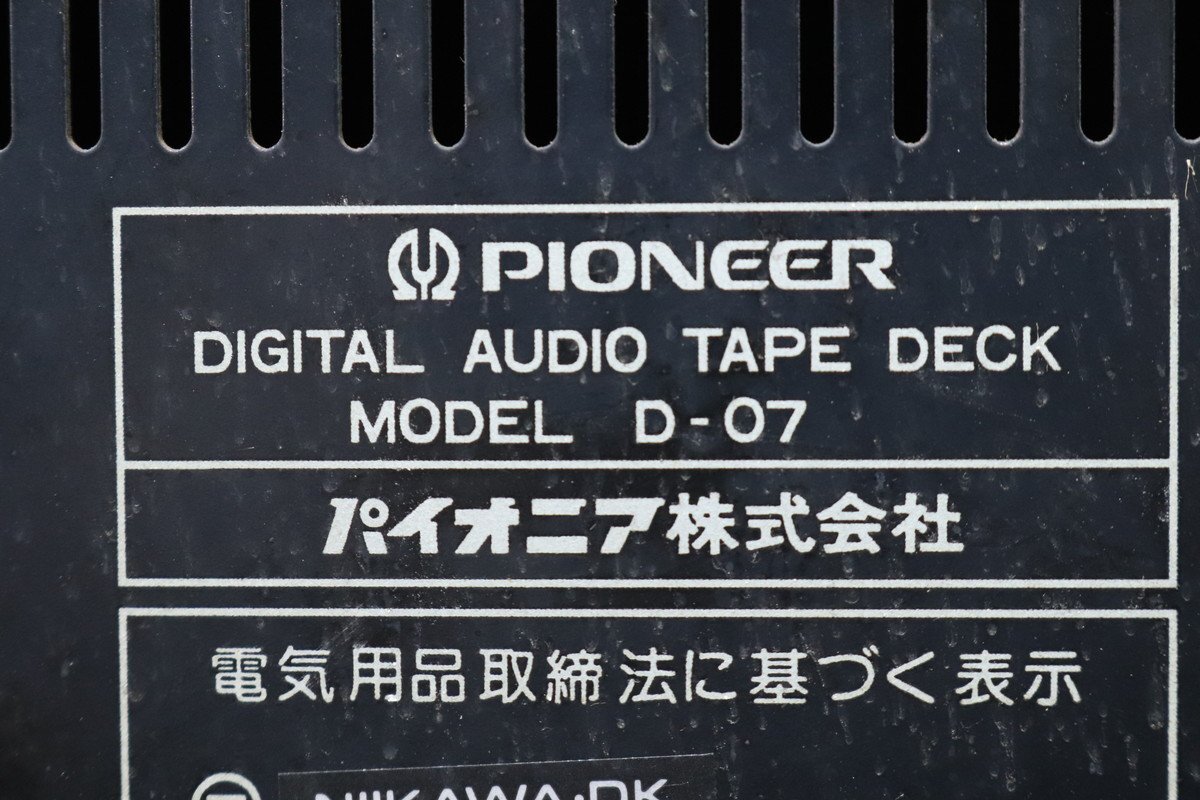 PIONEER
DIGITAL AUDIO TAPE DECK
MODEL D-07
パイオニア株式会社
電気用品取締法に基づく表示